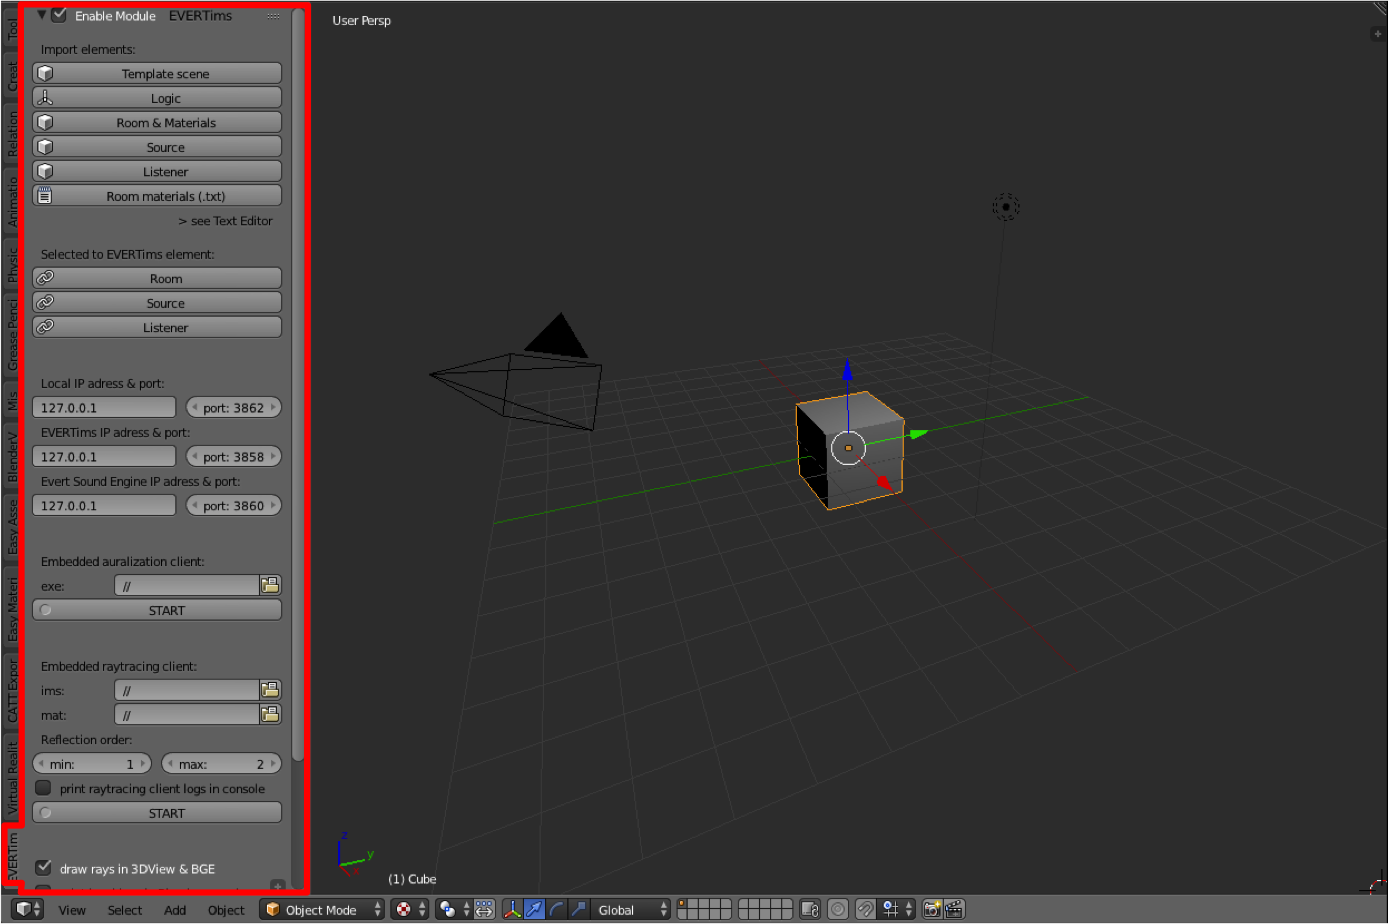 Enable Module EVERTims
User Persp
Import elements:
Template scene
Logic
Room & Materials
Source
Listener
Room materials (.txt)
> see Text Editor
Selected to EVERTims element:
Room
Source
Listener
Local IP adress & port:
127.0.0.1 port: 3862
EVERTims IP adress & port:
127.0.0.1 port: 3858
Evert Sound Engine IP adress & port:
127.0.0.1 port: 3860
Embedded auralization client:
exe: //
START
Embedded raytracing client:
ims: //
mat: //
Reflection order:
min: 1 max: 2
print raytracing client logs in console
START
draw rays in 3DView & BGE
Tool
Creat
Relation
Animatio
Physic
Grease Penci
Mis
BlenderV
Easy Asse
Easy Materi
CATT Expor
Virtual Realit
EVERTim
z
y
x
(1) Cube
View Select Add Object Object Mode Global